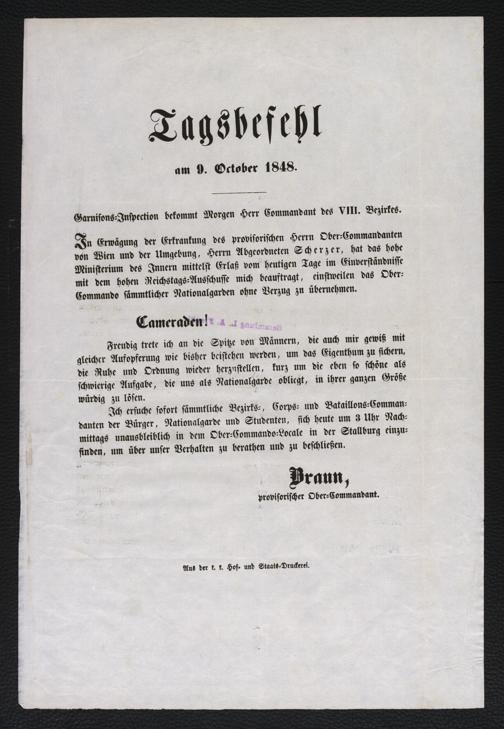 Tagsbefehl
am 9. October 1848.
Garnisons-Inspection bekommt Morgen Herr Commandant des VIII. Bezirkes.
In Erwägung der Erkrankung des provisorischen Herrn Ober-Commandanten
von Wien und der Umgebung, Herrn Abgeordneten Scherzer, hat das hohe
Ministerium des Innern mittelst Erlaß vom heutigen Tage im Einverständnisse
mit dem hohen Reichstags-Ausschusse mich beauftragt, einstweilen das Ober-
Commando sämmtlicher Nationalgarden ohne Verzug zu übernehmen.
Cameraden!
Freudig trete ich an die Spitze von Männern, die auch mir gewiß mit
gleicher Aufopferung wie bisher beistehen werden, um das Eigenthum zu sichern,
die Ruhe und Ordnung wieder herzustellen, kurz um die eben so schöne als
schwierige Aufgabe, die uns als Nationalgarde obliegt, in ihrer ganzen Größe
würdig zu lösen.
Ich ersuche sofort sämmtliche Bezirks-, Corps- und Bataillons-Comman-
danten der Bürger, Nationalgarde und Studenten, sich heute um 3 Uhr Nach-
mittags unausbleiblich in dem Ober-Commando-Locale in der Stallburg einzu-
finden, um über unser Verhalten zu berathen und zu beschließen.
Braun,
provisorischer Ober-Commandant.
Aus der k. k. Hof- und Staats-Druckerei.